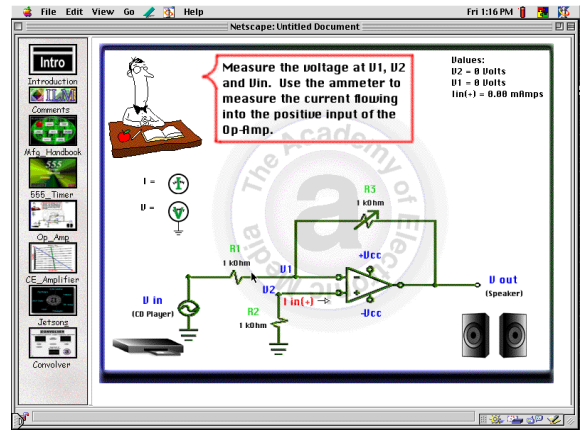 File Edit View Go Help
Fri 1:16 PM
Netscape: Untitled Document
Intro
Introduction
Comments
Mfg_Handbook
555
555_Timer
Op_Amp
CE_Amplifier
Jetsons
Convolver
Measure the voltage at V1, V2
and Vin. Use the ammeter to
measure the current flowing
into the positive input of the
Op-Amp.
Values:
V2 = 0 Volts
V1 = 0 Volts
Iin(+) = 0.00 mAmps
I = I
V = V
The Academy of Electronic Media
a
R3
1 kOhm
R1
1 kOhm
V1
+Vcc
V2
I in(+)
-Vcc
R2
1 kOhm
V in
(CD Player)
V out
(Speaker)